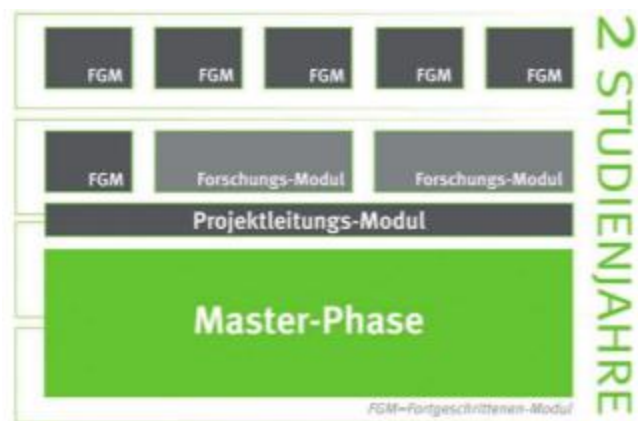 FGM FGM FGM FGM FGM
FGM Forschungs-Modul Forschungs-Modul
Projektleitungs-Modul
Master-Phase
FGM=Fortgeschrittenen-Modul
2 STUDIENJAHRE